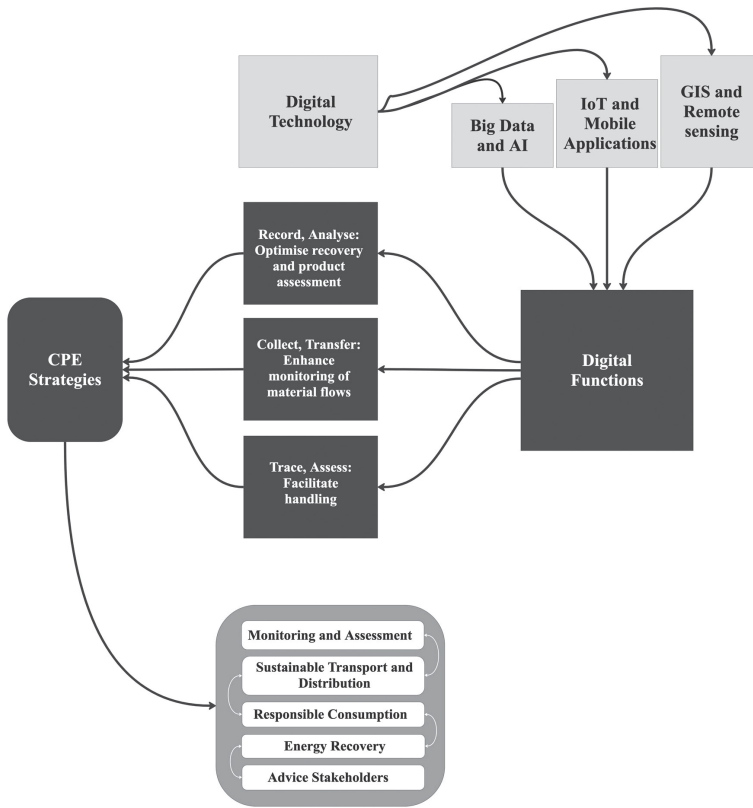 Digital
Technology
Big Data
and AI
IoT and
Mobile
Applications
GIS and
Remote
sensing
Record, Analyse:
Optimise recovery
and product
assessment
Collect, Transfer:
Enhance
monitoring of
material flows
Trace, Assess:
Facilitate
handling
CPE
Strategies
Digital
Functions
Monitoring and Assessment
Sustainable Transport and
Distribution
Responsible Consumption
Energy Recovery
Advice Stakeholders